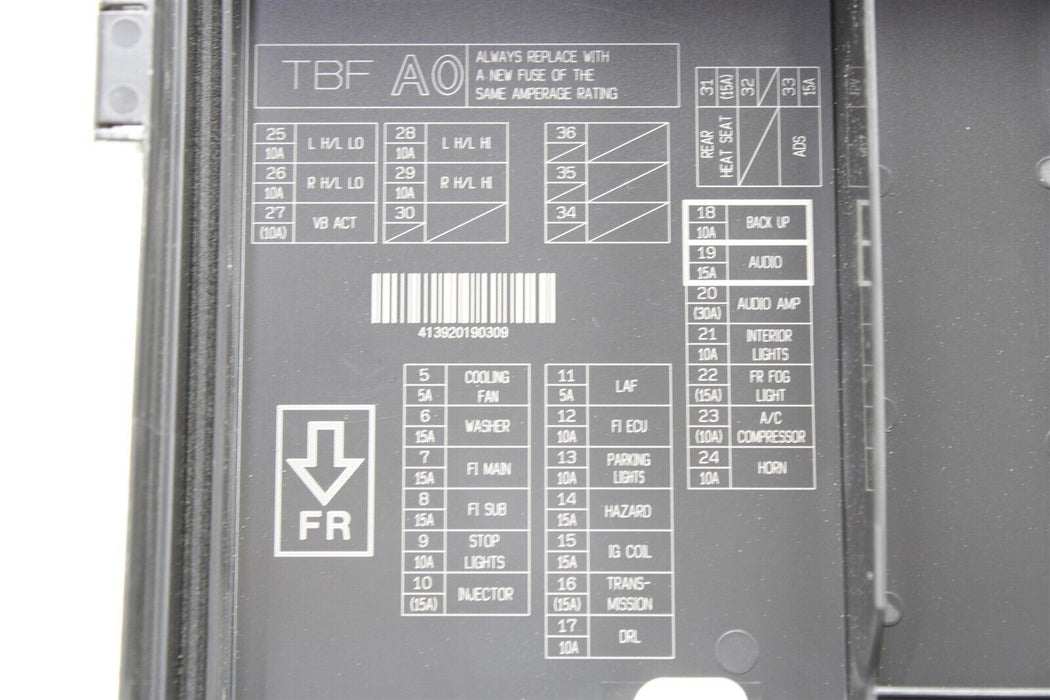 TBF A0
ALWAYS REPLACE WITH
A NEW FUSE OF THE
SAME AMPERAGE RATING
25 10A L H/L LO
26 10A R H/L LO
27 (10A) VB ACT
28 10A L H/L HI
29 10A R H/L HI
30
36
35
34
31 (15A) REAR HEAT SEAT
32
33 15A ADS
18 10A BACK UP
19 15A AUDIO
20 (30A) AUDIO AMP
21 10A INTERIOR LIGHTS
22 (15A) FR FOG LIGHT
23 (10A) A/C COMPRESSOR
24 10A HORN
413920190309
5 5A COOLING FAN
6 15A WASHER
7 15A FI MAIN
8 15A FI SUB
9 10A STOP LIGHTS
10 (15A) INJECTOR
11 5A LAF
12 10A FI ECU
13 10A PARKING LIGHTS
14 15A HAZARD
15 15A IG COIL
16 (15A) TRANS-
MISSION
17 10A DRL
FR